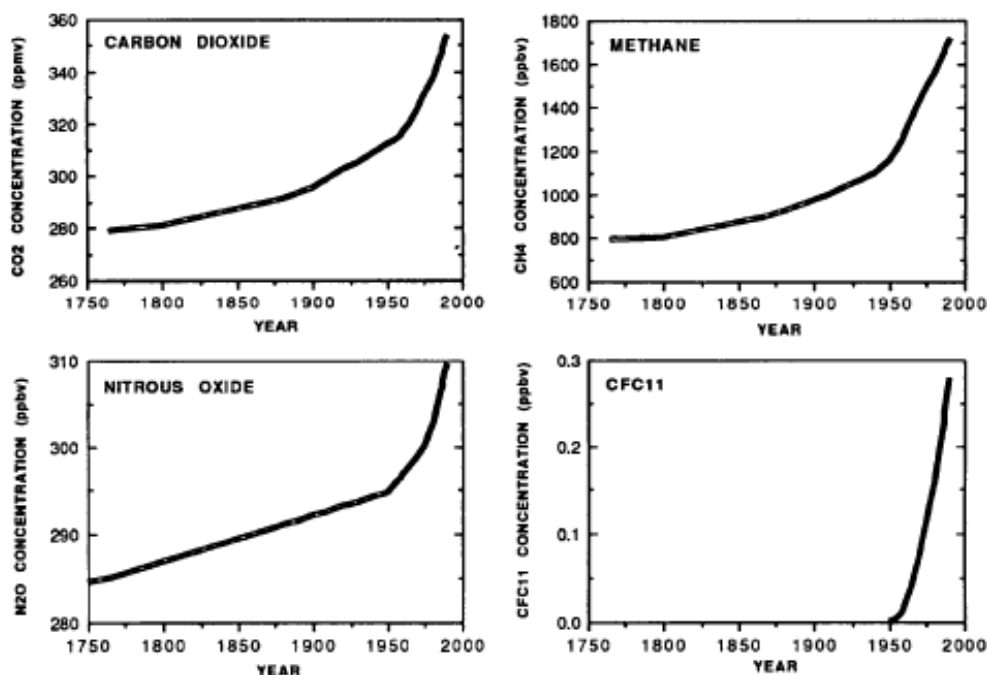 CARBON DIOXIDE
CO2 CONCENTRATION (ppmv)
360
340
320
300
280
260
1750 1800 1850 1900 1950 2000
YEAR
METHANE
CH4 CONCENTRATION (ppbv)
1800
1600
1400
1200
1000
800
600
1750 1800 1850 1900 1950 2000
YEAR
NITROUS OXIDE
N2O CONCENTRATION (ppbv)
310
300
290
280
1750 1800 1850 1900 1950 2000
YEAR
CFC11
CFC11 CONCENTRATION (ppbv)
0.3
0.2
0.1
0.0
1750 1800 1850 1900 1950 2000
YEAR